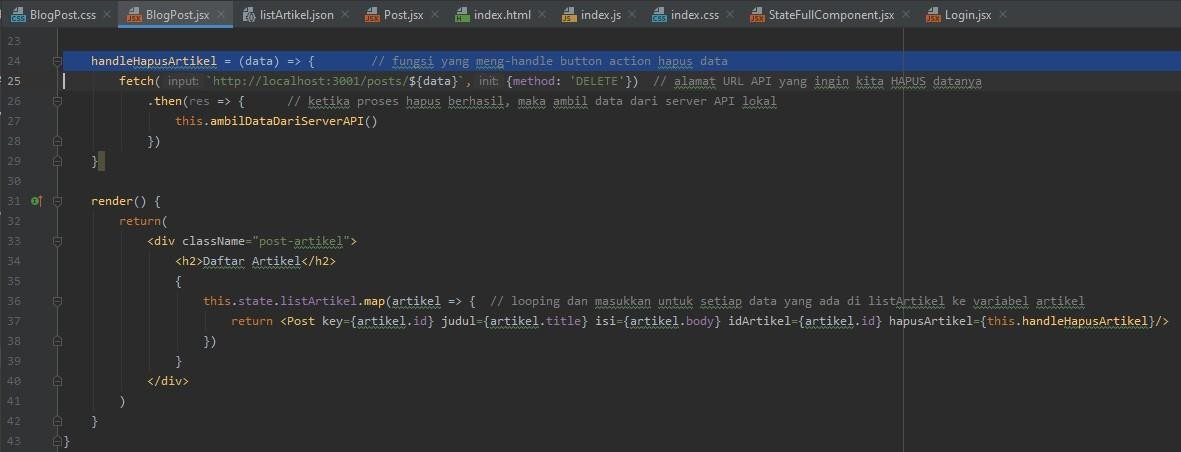 BlogPost.css BlogPost.jsx listArtikel.json Post.jsx index.html index.js index.css StateFullComponent.jsx Login.jsx
23
24 handleHapusArtikel = (data) => { // fungsi yang meng-handle button action hapus data
25 fetch( input: `http://localhost:3001/posts/${data}`, init: {method: 'DELETE'}) // alamat URL API yang ingin kita HAPUS datanya
26 .then(res => { // ketika proses hapus berhasil, maka ambil data dari server API lokal
27 this.ambilDataDariServerAPI()
28 })
29 }
30
31 render() {
32 return(
33 <div className="post-artikel">
34 <h2>Daftar Artikel</h2>
35 {
36 this.state.listArtikel.map(artikel => { // looping dan masukkan untuk setiap data yang ada di listArtikel ke variabel artikel
37 return <Post key={artikel.id} judul={artikel.title} isi={artikel.body} idArtikel={artikel.id} hapusArtikel={this.handleHapusArtikel}/>
38 })
39 }
40 </div>
41 )
42 }
43 }